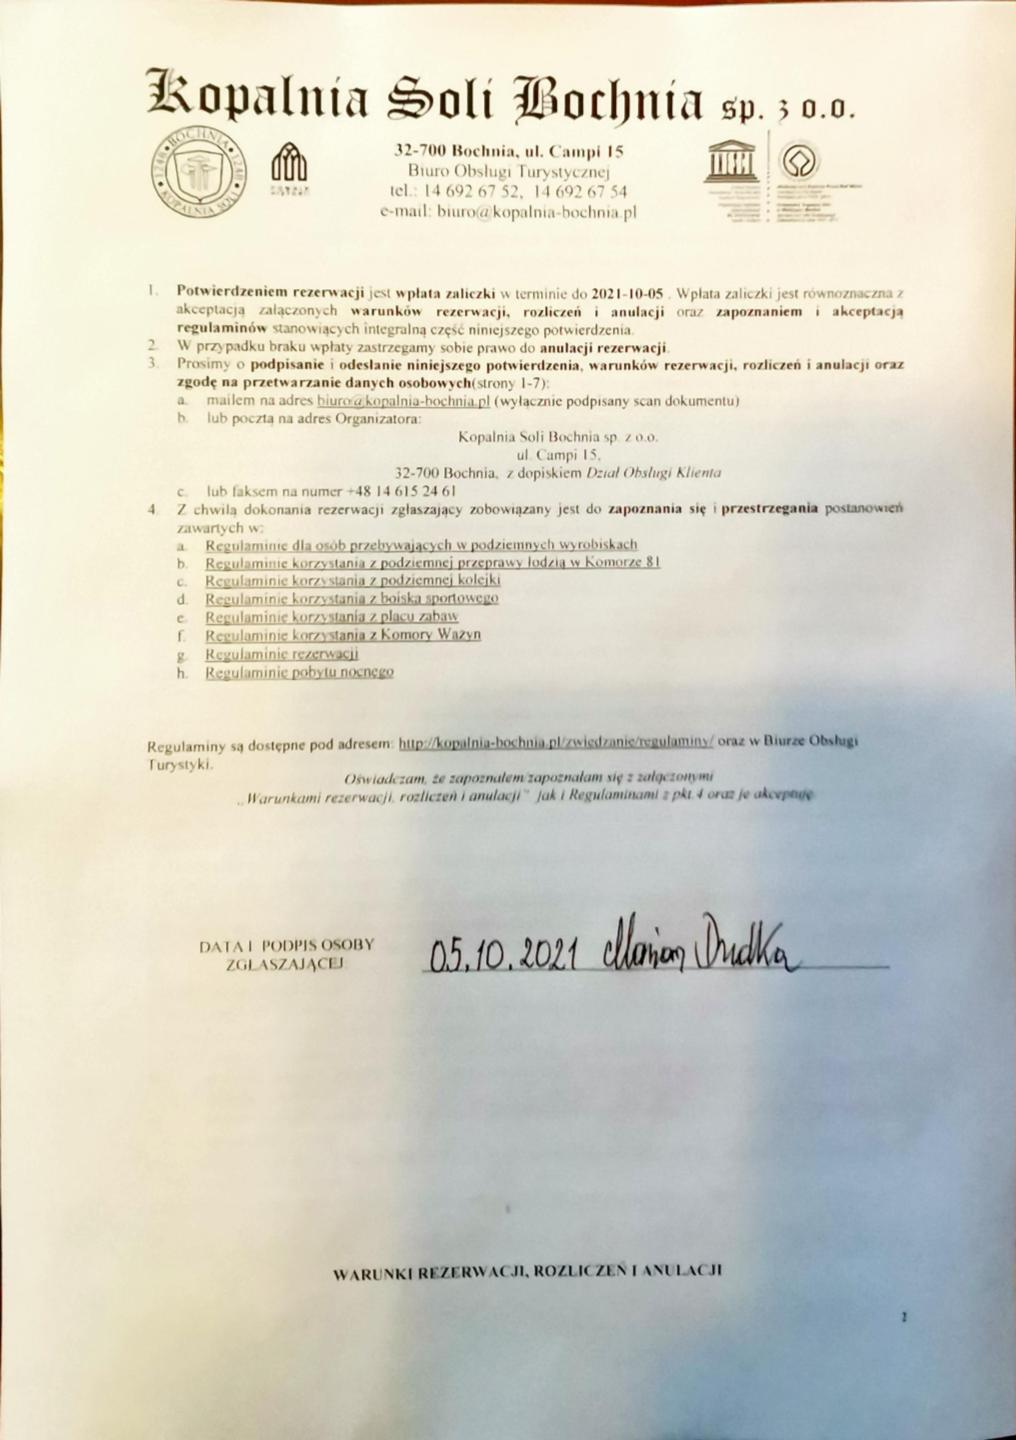 Kopalnia Soli Bochnia sp. z o.o.
BOCHNIA 1248 KOPALNIA SOLI 1248
32-700 Bochnia, ul. Campi 15
Biuro Obsługi Turystycznej
tel.: 14 692 67 52, 14 692 67 54
e-mail: biuro@kopalnia-bochnia.pl
1. Potwierdzeniem rezerwacji jest wpłata zaliczki w terminie do 2021-10-05 . Wpłata zaliczki jest równoznaczna z
akceptacją załączonych warunków rezerwacji, rozliczeń i anulacji oraz zapoznaniem i akceptacją
regulaminów stanowiących integralną część niniejszego potwierdzenia.
2. W przypadku braku wpłaty zastrzegamy sobie prawo do anulacji rezerwacji.
3. Prosimy o podpisanie i odesłanie niniejszego potwierdzenia, warunków rezerwacji, rozliczeń i anulacji oraz
zgodę na przetwarzanie danych osobowych(strony 1-7):
a. mailem na adres biuro@kopalnia-bochnia.pl (wyłącznie podpisany scan dokumentu)
b. lub pocztą na adres Organizatora:
Kopalnia Soli Bochnia sp. z o.o.
ul. Campi 15,
32-700 Bochnia, z dopiskiem Dział Obsługi Klienta
c. lub faksem na numer +48 14 615 24 61
4. Z chwilą dokonania rezerwacji zgłaszający zobowiązany jest do zapoznania się i przestrzegania postanowień
zawartych w:
a. Regulaminie dla osób przebywających w podziemnych wyrobiskach
b. Regulaminie korzystania z podziemnej przeprawy łodzią w Komorze 81
c. Regulaminie korzystania z podziemnej kolejki
d. Regulaminie korzystania z boiska sportowego
e. Regulaminie korzystania z placu zabaw
f. Regulaminie korzystania z Komory Ważyn
g. Regulaminie rezerwacji
h. Regulaminie pobytu nocnego
Regulaminy są dostępne pod adresem: http://kopalnia-bochnia.pl/zwiedzanie/regulaminy/ oraz w Biurze Obsługi
Turystyki.
Oświadczam, że zapoznałem zapoznałam się z załączonymi
„Warunkami rezerwacji, rozliczeń i anulacji" jak i Regulaminami z pkt. 4 oraz je akceptuję
DATA I PODPIS OSOBY
ZGŁASZAJĄCEJ
05.10.2021 Marian Dudka
WARUNKI REZERWACJI, ROZLICZEŃ I ANULACJI